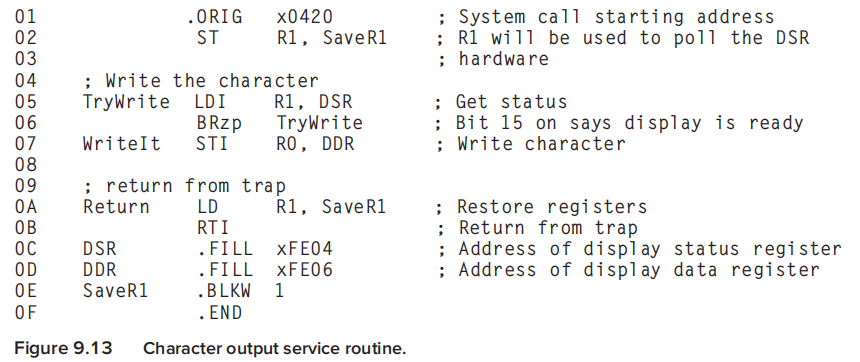 01 .ORIG x0420 ; System call starting address
02 ST R1, SaveR1 ; R1 will be used to poll the DSR
03 ; hardware
04 ; Write the character
05 TryWrite LDI R1, DSR ; Get status
06 BRzp TryWrite ; Bit 15 on says display is ready
07 WriteIt STI R0, DDR ; Write character
08
09 ; return from trap
0A Return LD R1, SaveR1 ; Restore registers
0B RTI ; Return from trap
0C DSR .FILL xFE04 ; Address of display status register
0D DDR .FILL xFE06 ; Address of display data register
0E SaveR1 .BLKW 1
0F .END
Figure 9.13 Character output service routine.